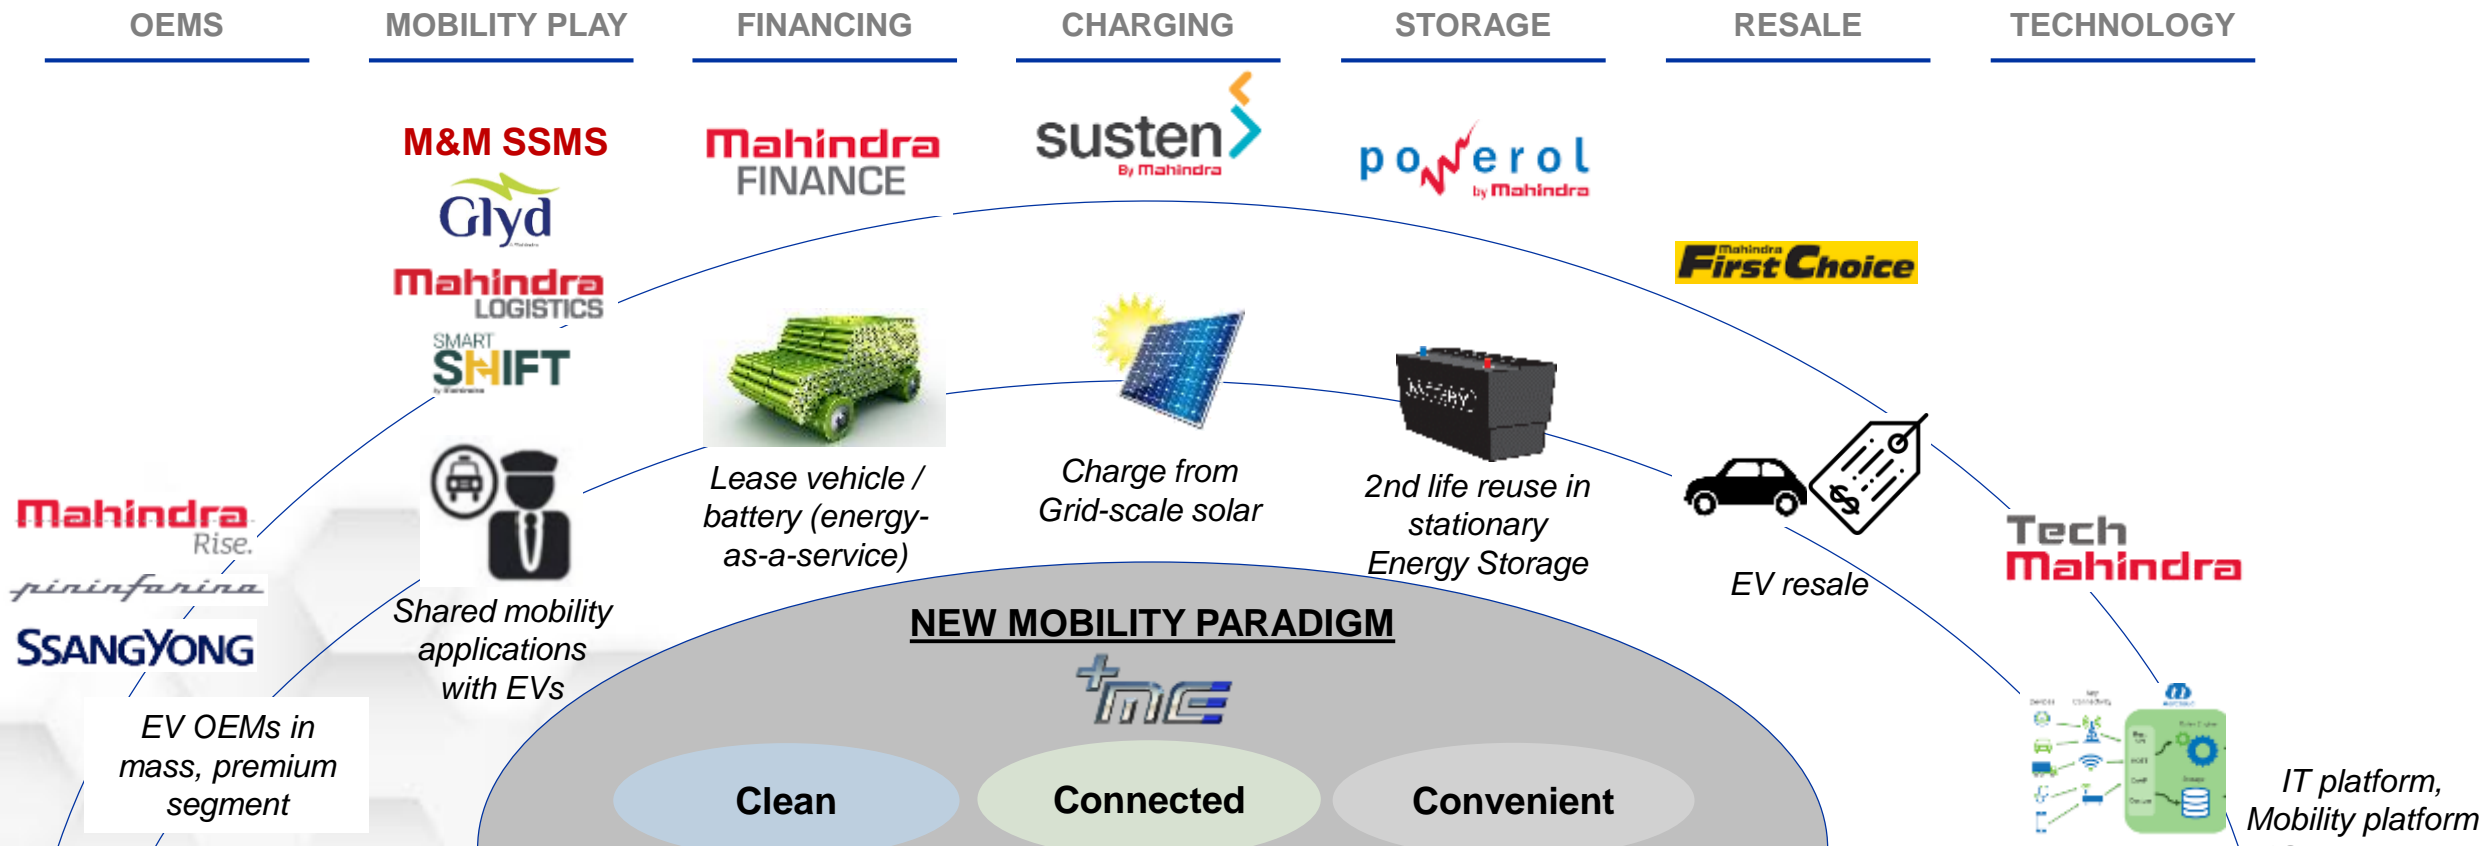 OEMS
MOBILITY PLAY
FINANCING
CHARGING
STORAGE
RESALE
TECHNOLOGY
M&M SSMS
Glyd
Mahindra
LOGISTICS
SMART
SHIFT
Mahindra
FINANCE
susten
By Mahindra
powerol
by Mahindra
Mahindra
First Choice
Mahindra
Rise.
pininfarina
SSANGYONG
Tech
Mahindra
EV OEMs in
mass, premium
segment
Shared mobility
applications
with EVs
Lease vehicle /
battery (energy-
as-a-service)
Charge from
Grid-scale solar
BATTERY
2nd life reuse in
stationary
Energy Storage
$
EV resale
IT platform,
Mobility platform
NEW MOBILITY PARADIGM
Clean
Connected
Convenient